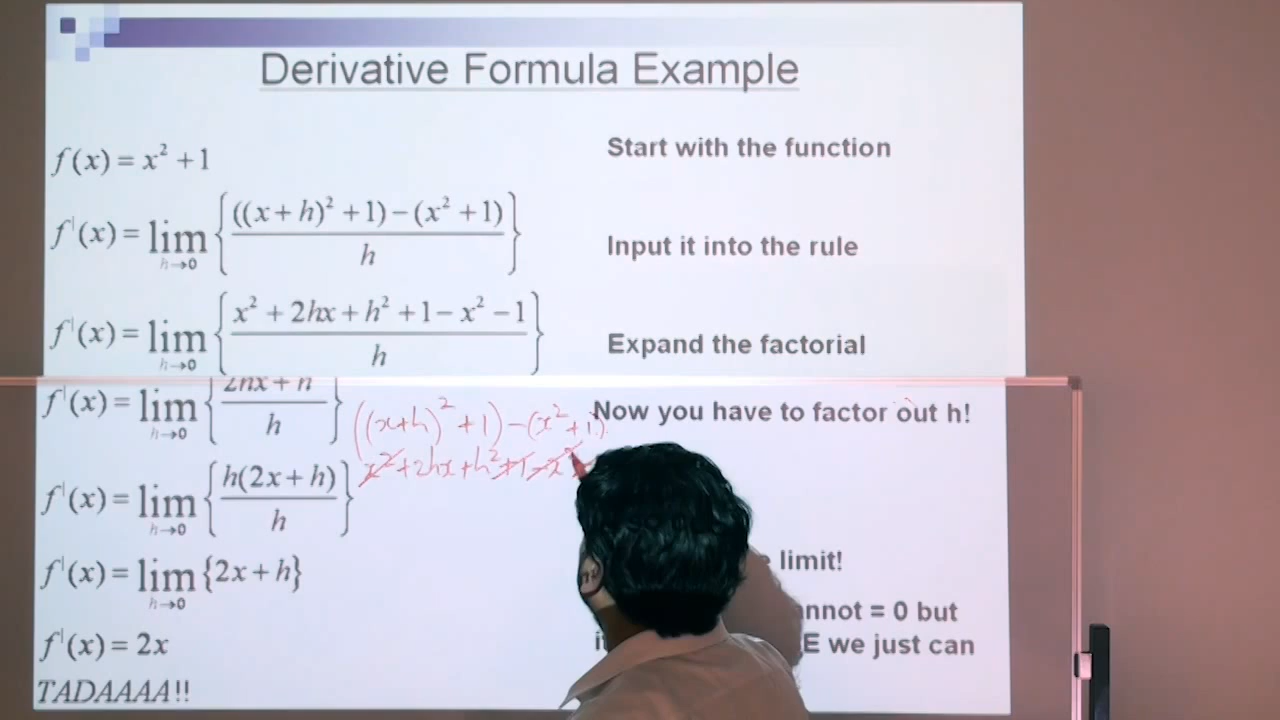 Derivative Formula Example
f(x) = x² + 1
Start with the function
f'(x) = lim h→0 {((x + h)² + 1) − (x² + 1) / h}
Input it into the rule
f'(x) = lim h→0 {x² + 2hx + h² + 1 − x² − 1 / h}
Expand the factorial
f'(x) = lim h→0 {2hx + h / h}
((x+h)² + 1) − (x² + 1)
Now you have to factor out h!
x² + 2hx + h² + 1 − x²
f'(x) = lim h→0 {h(2x + h) / h}
limit!
f'(x) = lim h→0 {2x + h}
= 0 but
f'(x) = 2x
we just can
TADAAAA!!